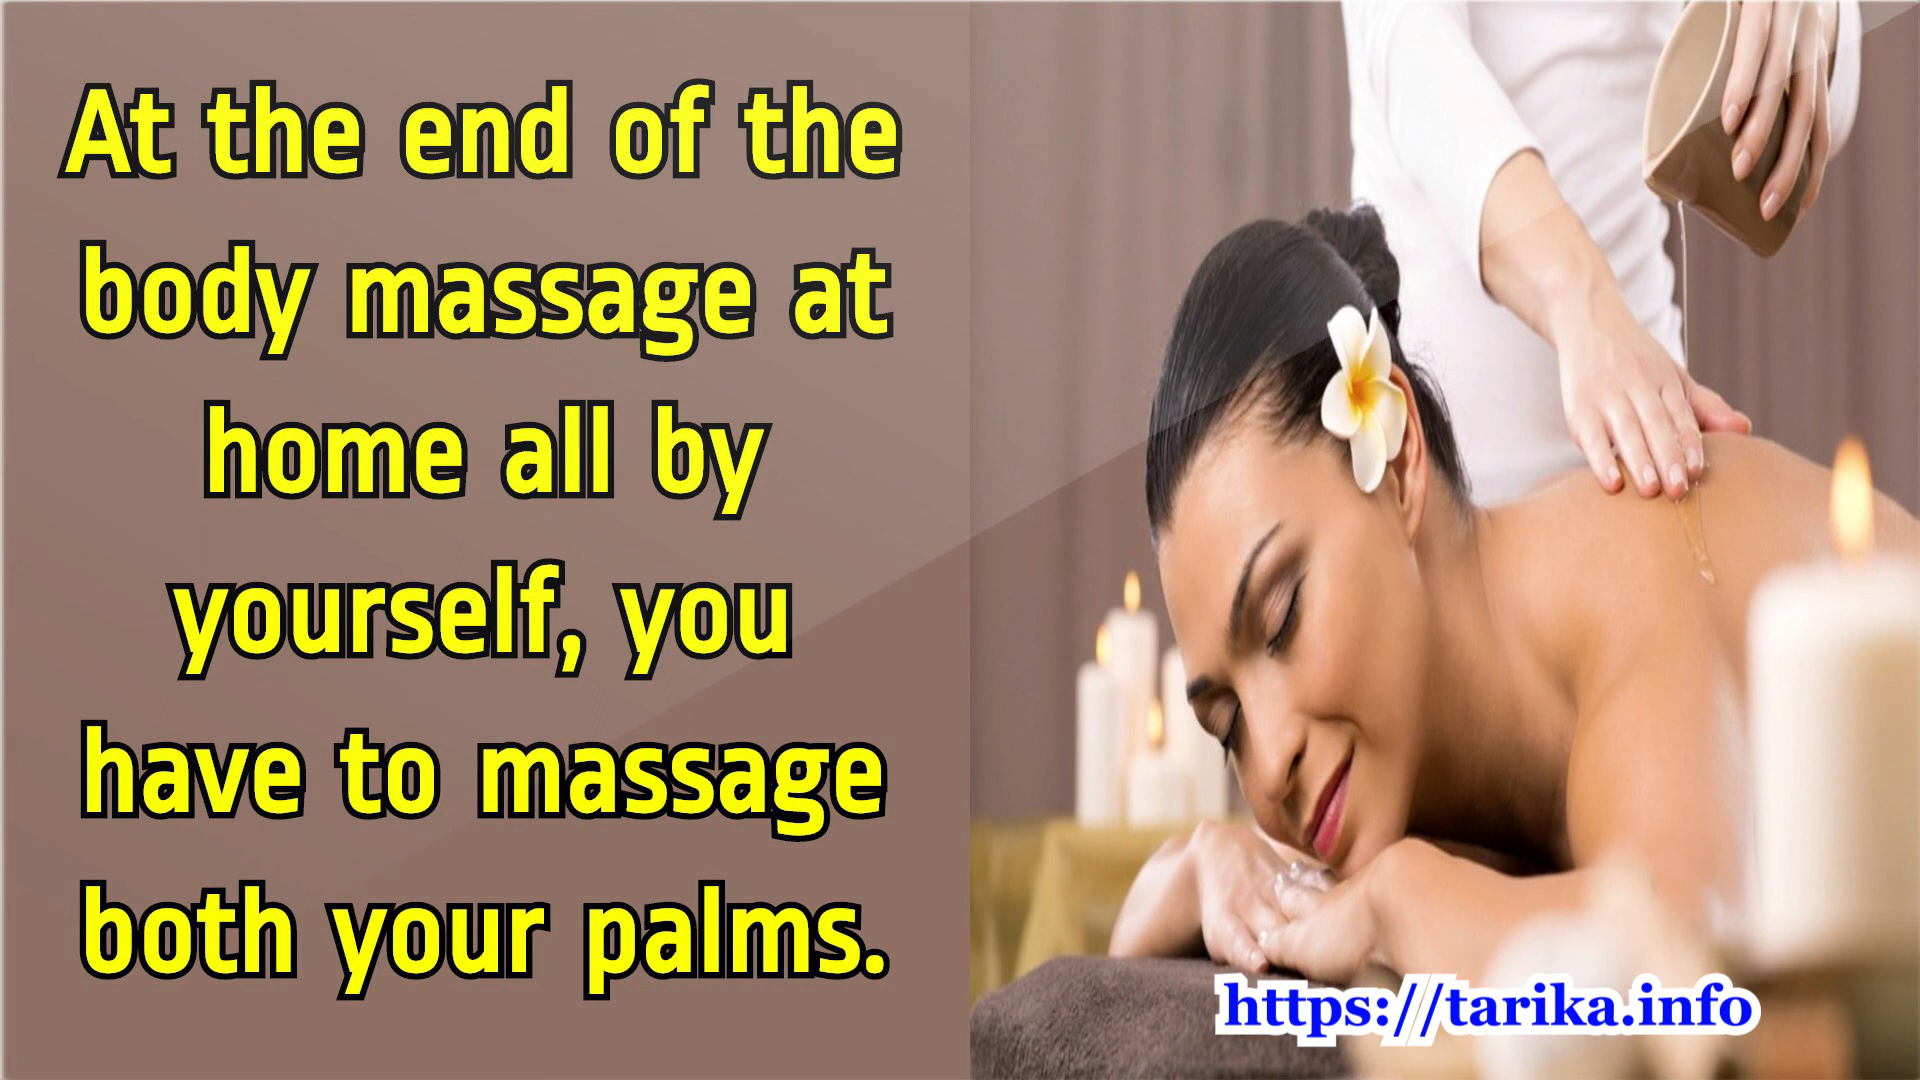 At the end of the
body massage at
home all by
yourself, you
have to massage
both your palms.
https://tarika.info